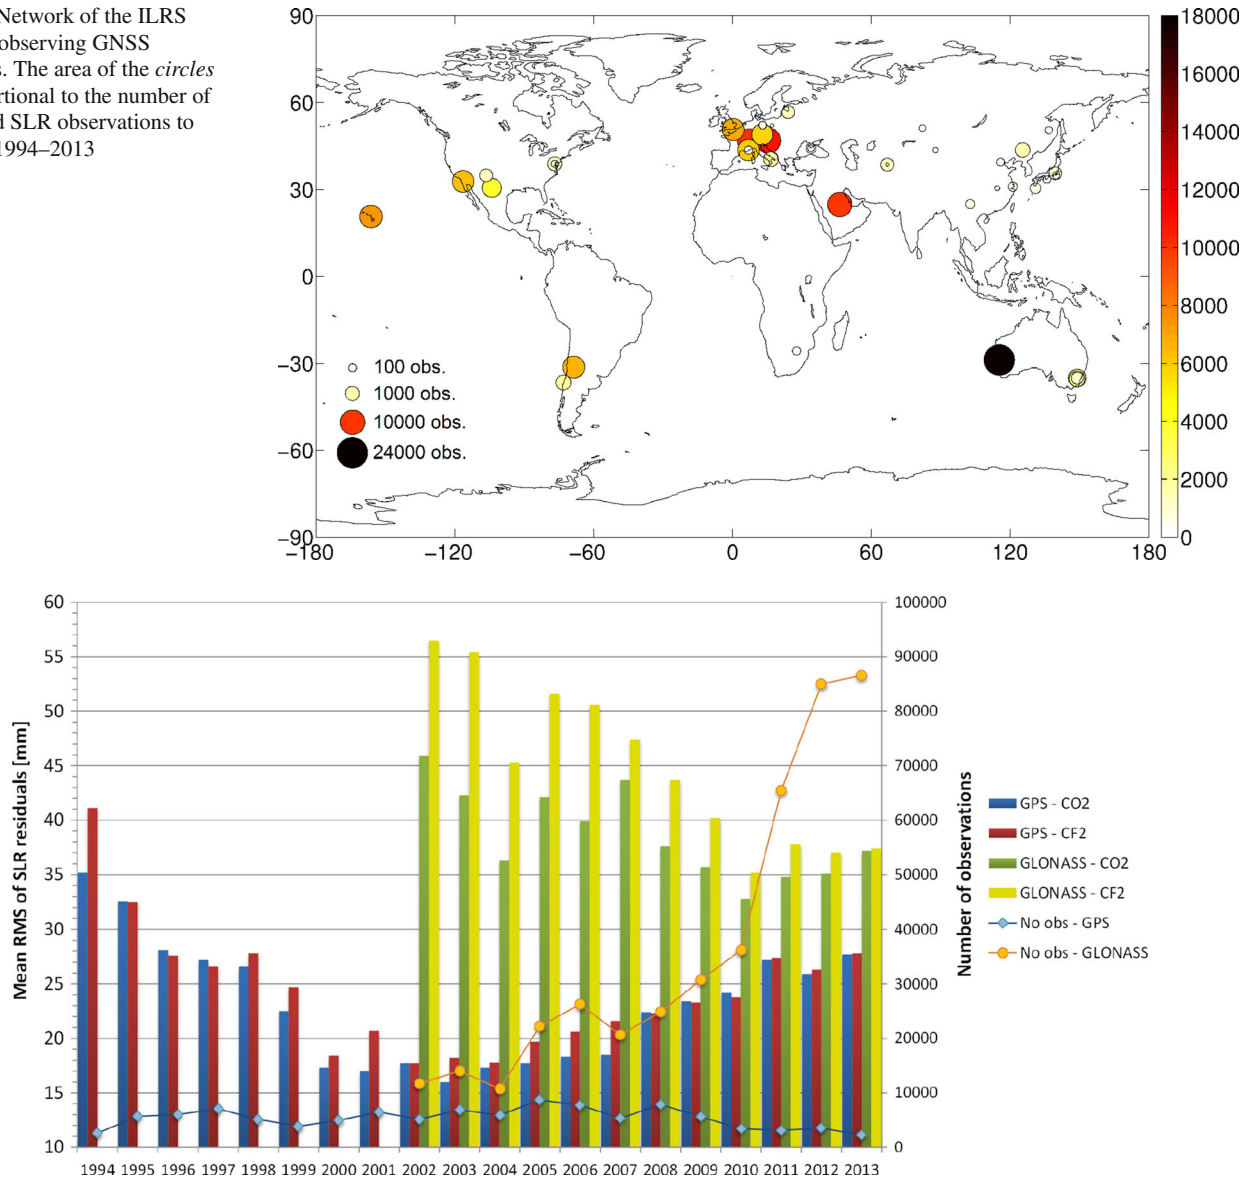 Network of the ILRS
observing GNSS
s. The area of the circles
rtional to the number of
d SLR observations to
1994–2013
90
60
30
0
−30
−60
−90
−180
−120
−60
0
60
120
180
100 obs.
1000 obs.
10000 obs.
24000 obs.
18000
16000
14000
12000
10000
8000
6000
4000
2000
0
Mean RMS of SLR residuals [mm]
60
55
50
45
40
35
30
25
20
15
10
100000
90000
80000
70000
60000
50000
40000
30000
20000
10000
0
Number of observations
1994 1995 1996 1997 1998 1999 2000 2001 2002 2003 2004 2005 2006 2007 2008 2009 2010 2011 2012 2013
GPS - CO2
GPS - CF2
GLONASS - CO2
GLONASS - CF2
No obs - GPS
No obs - GLONASS